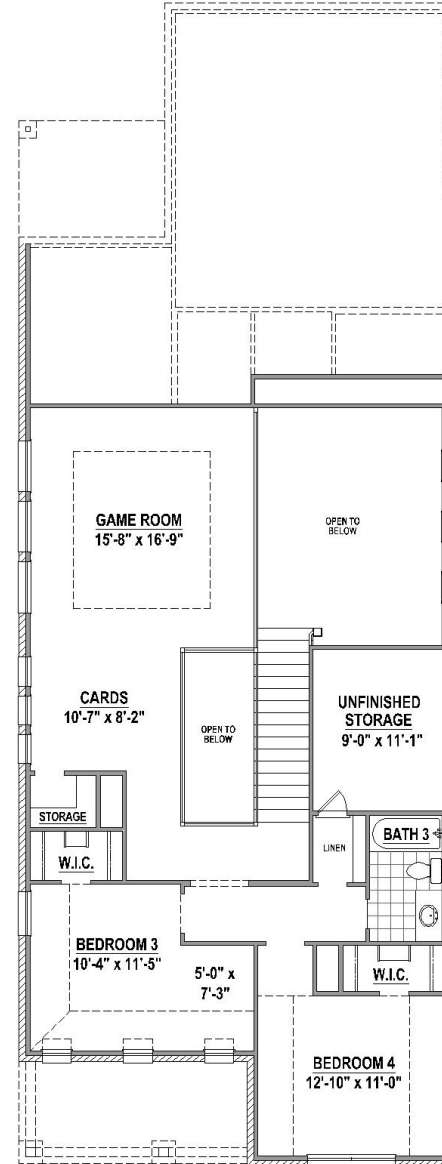 GAME ROOM
15'-8" x 16'-9"
OPEN TO
BELOW
CARDS
10'-7" x 8'-2"
OPEN TO
BELOW
UNFINISHED
STORAGE
9'-0" x 11'-1"
STORAGE
W.I.C.
LINEN
BATH 3
BEDROOM 3
10'-4" x 11'-5"
5'-0" x
7'-3"
W.I.C.
BEDROOM 4
12'-10" x 11'-0"